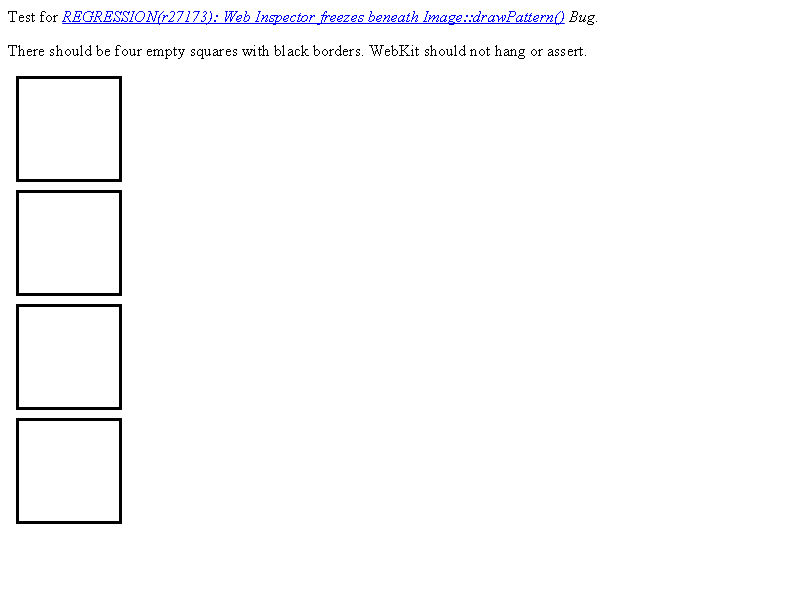 Test for REGRESSION(r27173): Web Inspector freezes beneath Image::drawPattern() Bug.
There should be four empty squares with black borders. WebKit should not hang or assert.